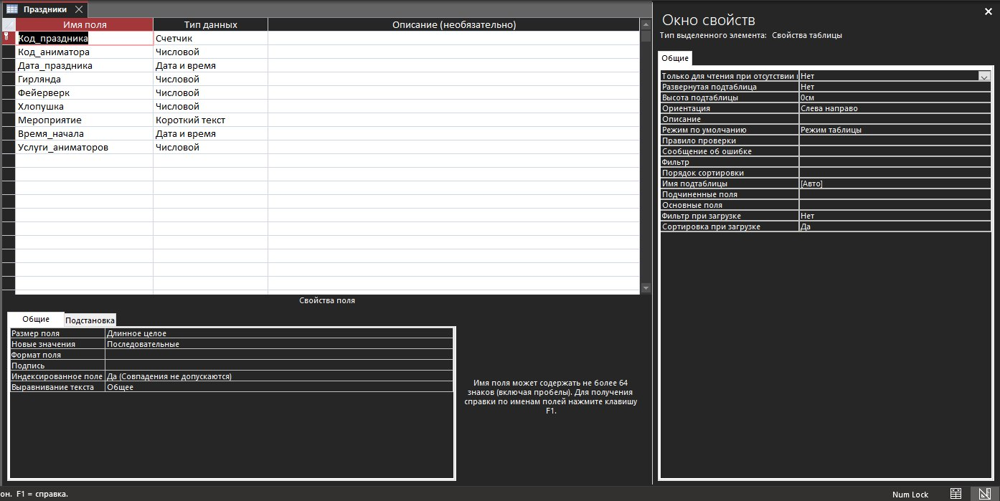 Праздники
Имя поля Тип данных Описание (необязательно)
Код_праздника Счетчик
Код_аниматора Числовой
Дата_праздника Дата и время
Гирлянда Числовой
Фейерверк Числовой
Хлопушка Числовой
Мероприятие Короткий текст
Время_начала Дата и время
Услуги_аниматоров Числовой
Свойства поля
Общие Подстановка
Размер поля Длинное целое
Новые значения Последовательные
Формат поля
Подпись
Индексированное поле Да (Совпадения не допускаются)
Выравнивание текста Общее
Имя поля может содержать не более 64
знаков (включая пробелы). Для получения
справки по именам полей нажмите клавишу
F1.
Окно свойств
Тип выделенного элемента: Свойства таблицы
Общие
Только для чтения при отсутствии Нет
Развернутая подтаблица Нет
Высота подтаблицы 0см
Ориентация Слева направо
Описание
Режим по умолчанию Режим таблицы
Правило проверки
Сообщение об ошибке
Фильтр
Порядок сортировки
Имя подтаблицы [Авто]
Подчиненные поля
Основные поля
Фильтр при загрузке Нет
Сортировка при загрузке Да
он. F1 = справка.
Num Lock